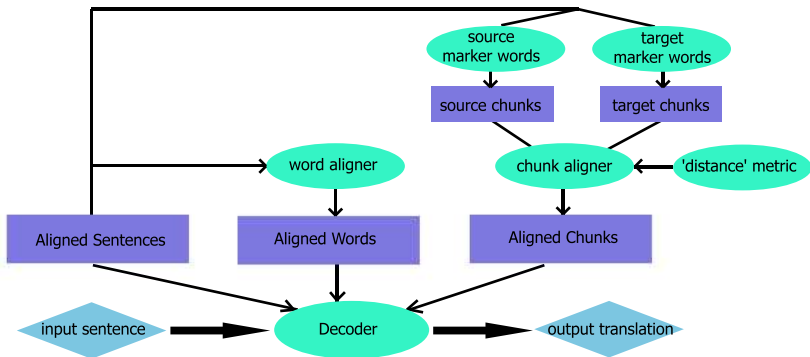 source
marker words
target
marker words
source chunks
target chunks
word aligner
chunk aligner
'distance' metric
Aligned Sentences
Aligned Words
Aligned Chunks
input sentence
Decoder
output translation